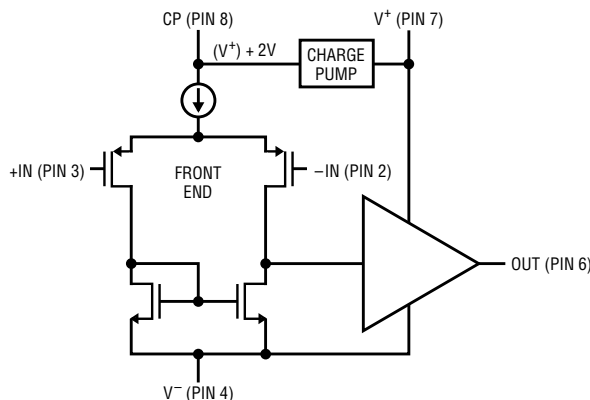 CP (PIN 8)
V+ (PIN 7)
(V+) + 2V
CHARGE
PUMP
+IN (PIN 3)
FRONT
END
–IN (PIN 2)
OUT (PIN 6)
V– (PIN 4)